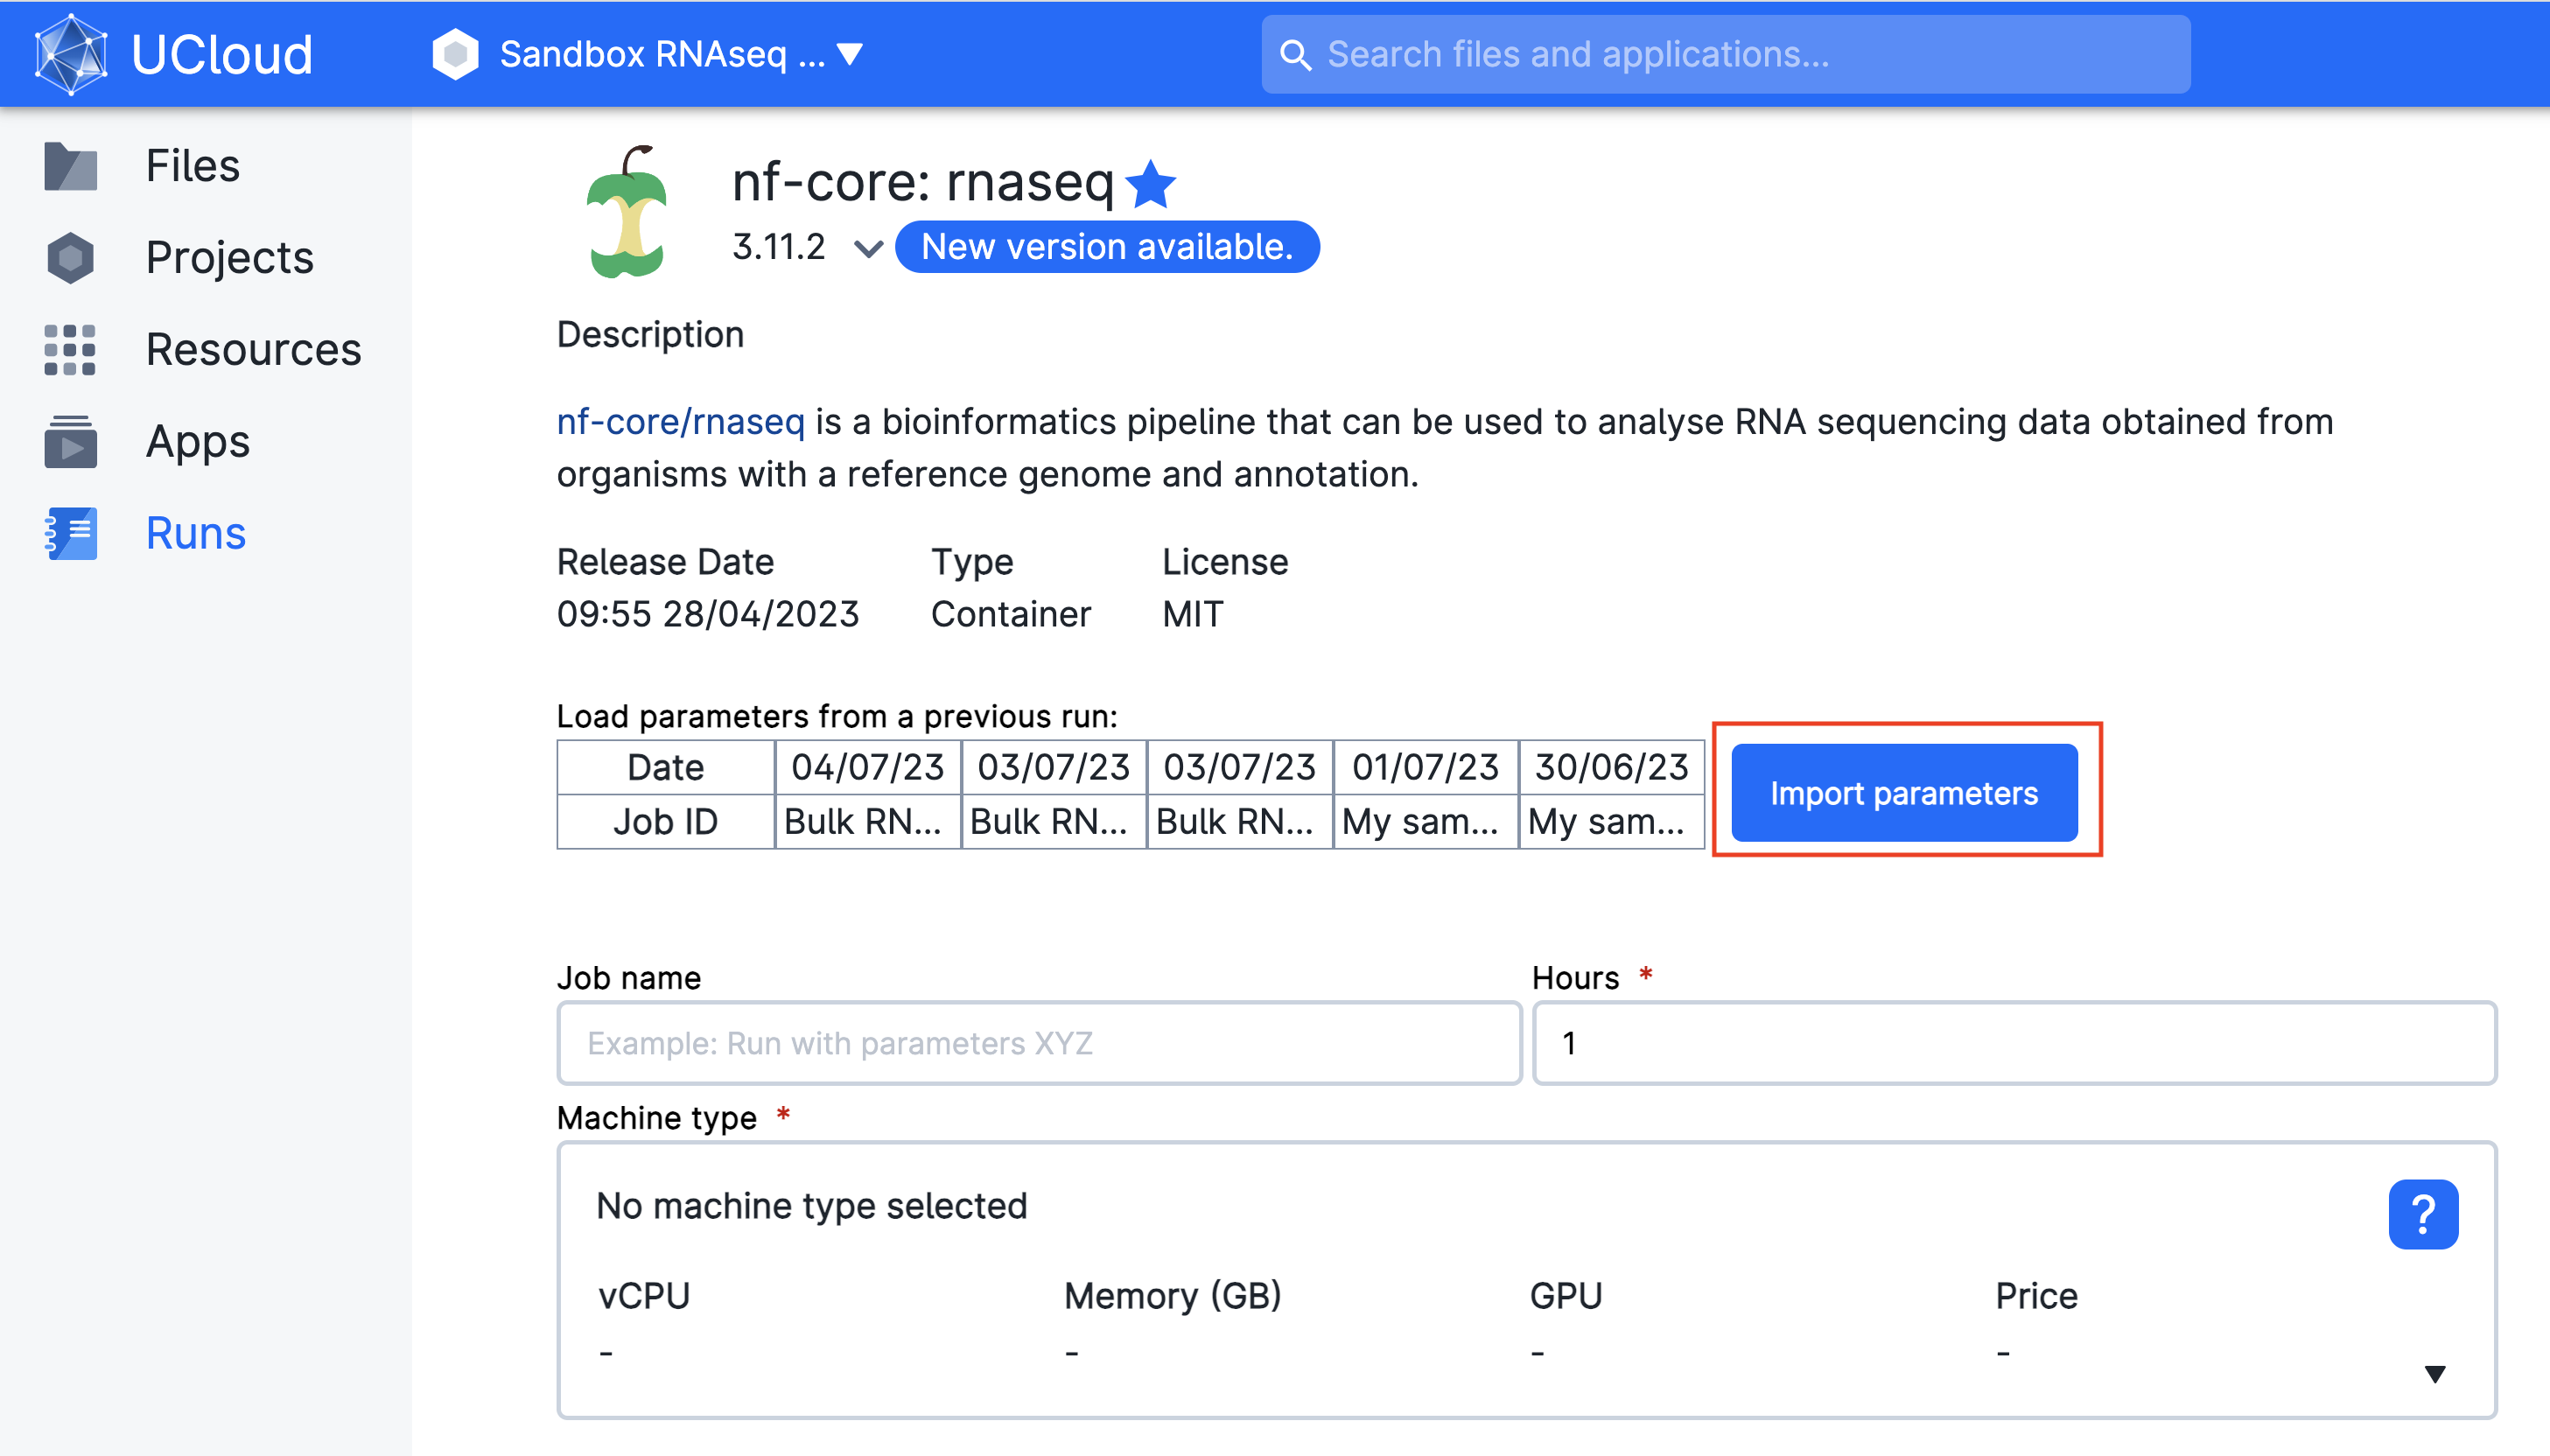 UCloud
Sandbox RNAseq ...
Search files and applications...
Files
Projects
Resources
Apps
Runs
nf-core: rnaseq
3.11.2
New version available.
Description
nf-core/rnaseq is a bioinformatics pipeline that can be used to analyse RNA sequencing data obtained from
organisms with a reference genome and annotation.
Release Date Type License
09:55 28/04/2023 Container MIT
Load parameters from a previous run:
Date 04/07/23 03/07/23 03/07/23 01/07/23 30/06/23
Job ID Bulk RN... Bulk RN... Bulk RN... My sam... My sam...
Import parameters
Job name Hours *
Example: Run with parameters XYZ 1
Machine type *
No machine type selected
?
vCPU Memory (GB) GPU Price
- - - -